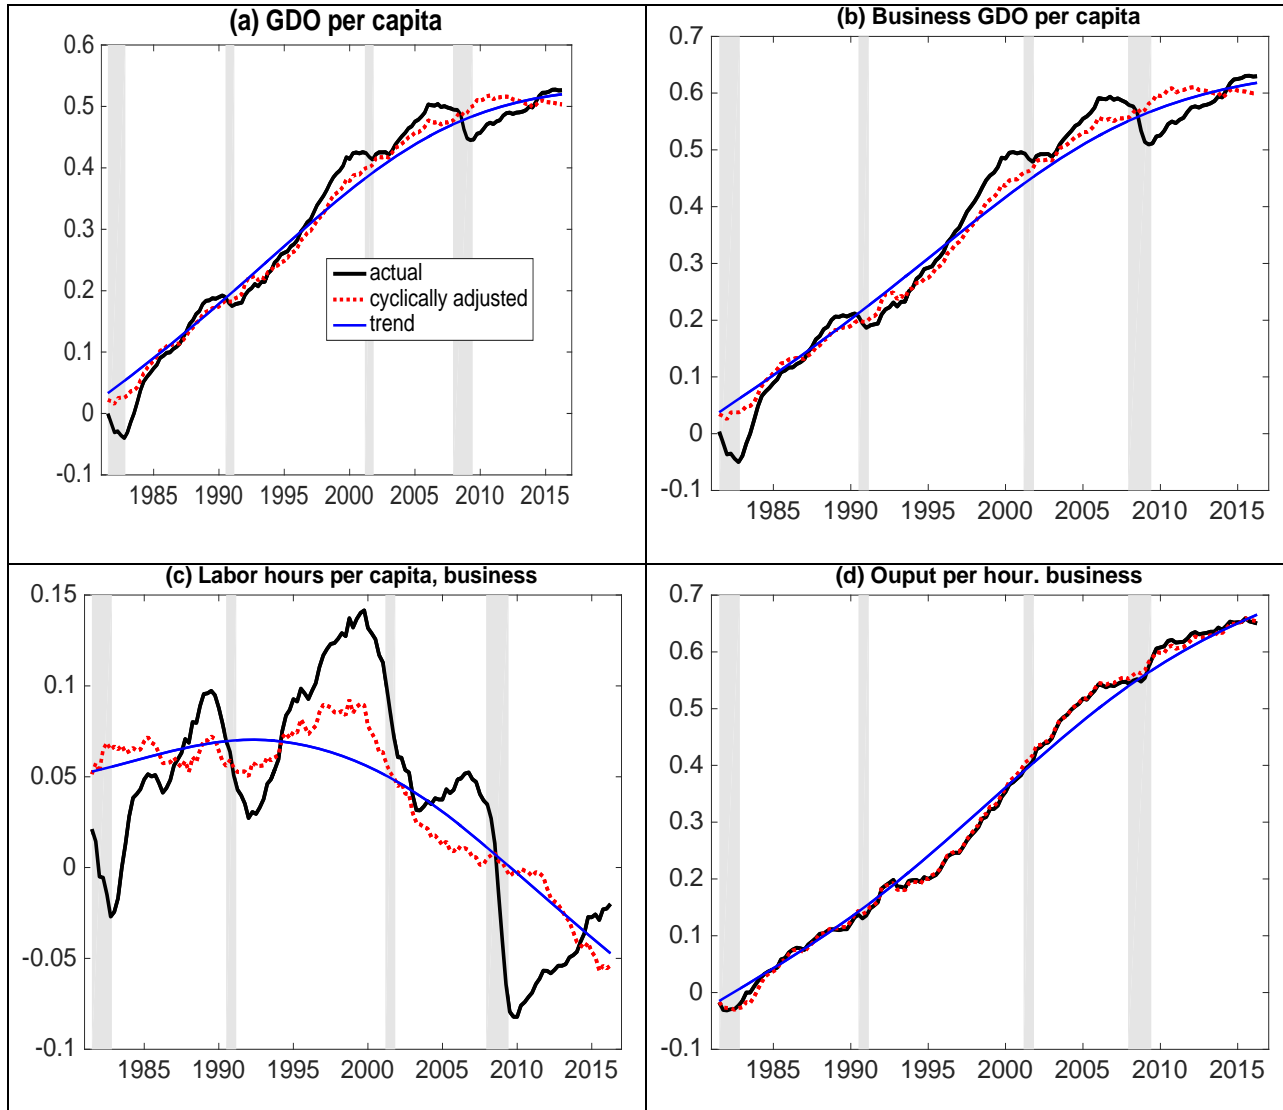 (a) GDO per capita
0.6
0.5
0.4
0.3
0.2
0.1
0
-0.1
1985 1990 1995 2000 2005 2010 2015
actual
cyclically adjusted
trend
(b) Business GDO per capita
0.7
0.6
0.5
0.4
0.3
0.2
0.1
0
-0.1
1985 1990 1995 2000 2005 2010 2015
(c) Labor hours per capita, business
0.15
0.1
0.05
0
-0.05
-0.1
1985 1990 1995 2000 2005 2010 2015
(d) Ouput per hour. business
0.7
0.6
0.5
0.4
0.3
0.2
0.1
0
-0.1
1985 1990 1995 2000 2005 2010 2015